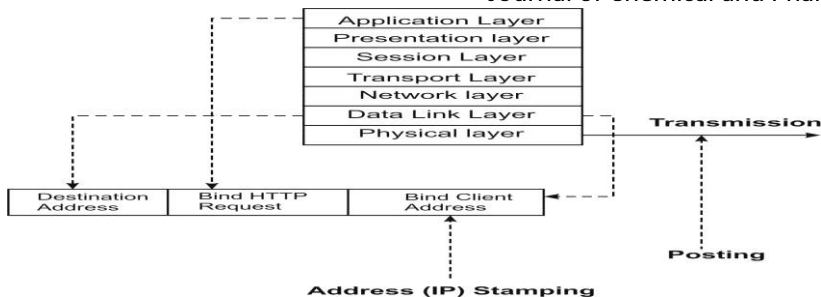 Application Layer
Presentation layer
Session Layer
Transport Layer
Network layer
Data Link Layer
Physical layer
Transmission
Destination
Address
Bind HTTP
Request
Bind Client
Address
Posting
Address (IP) Stamping